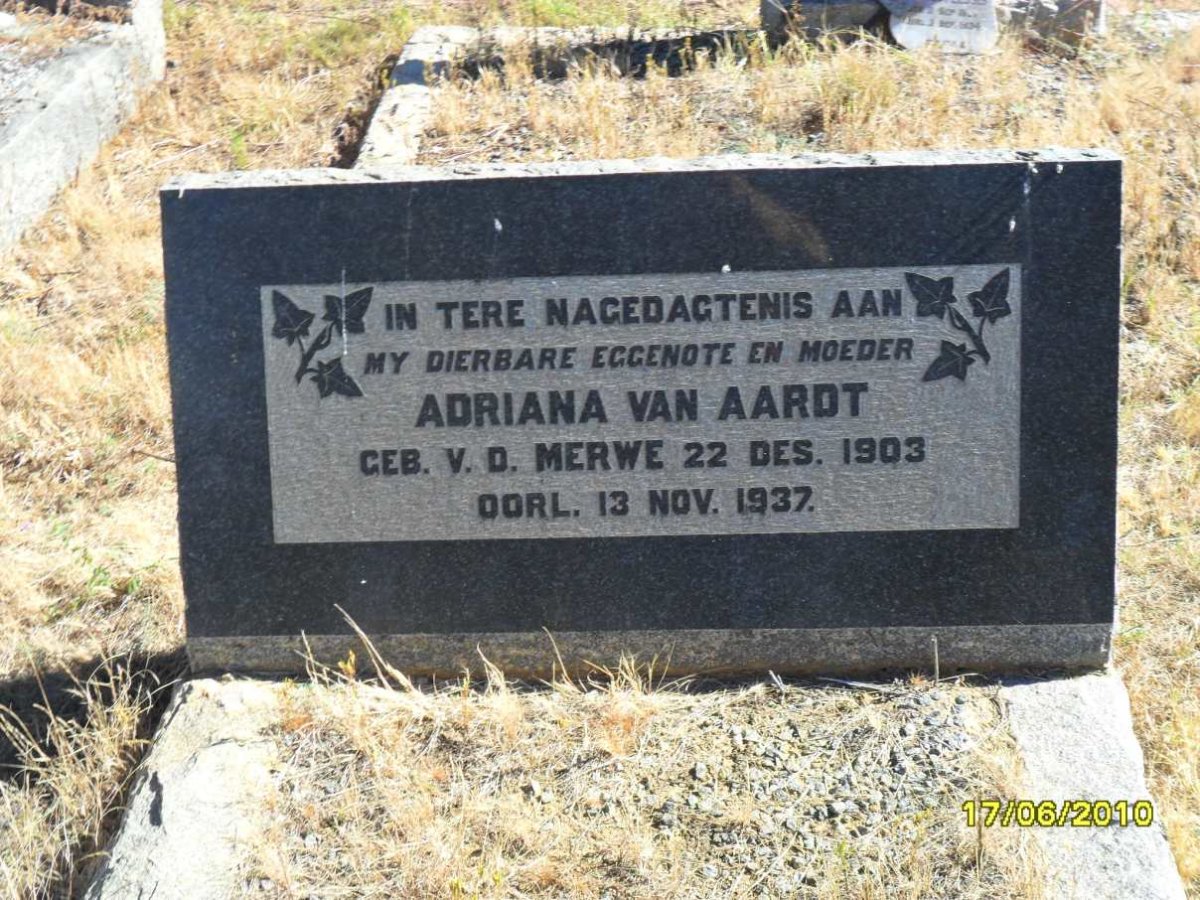 IN TERE NAGEDAGTENIS AAN
MY DIERBARE EGGENOTE EN MOEDER
ADRIANA VAN AARDT
GEB. V. D. MERWE 22 DES. 1903
OORL. 13 NOV. 1937.
17/06/2010